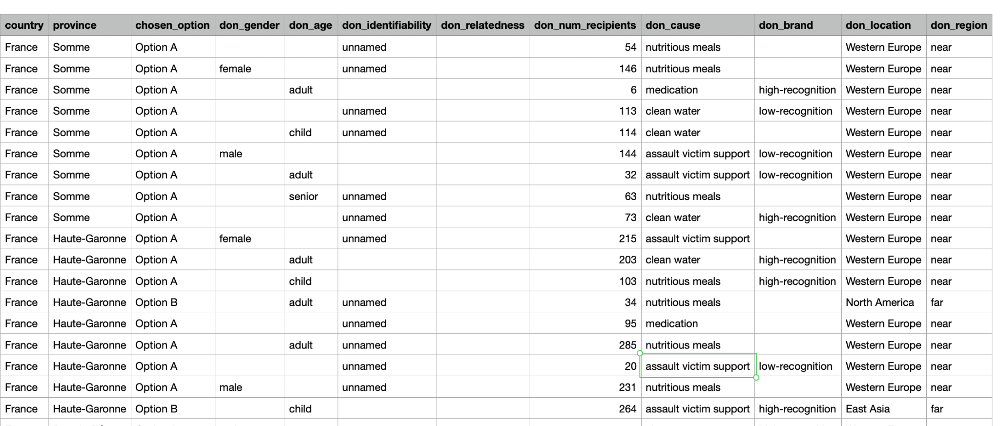 country province chosen_option don_gender don_age don_identifiability don_relatedness don_num_recipients don_cause don_brand don_location don_region
France Somme Option A unnamed 54 nutritious meals Western Europe near
France Somme Option A female unnamed 146 nutritious meals Western Europe near
France Somme Option A adult 6 medication high-recognition Western Europe near
France Somme Option A unnamed 113 clean water low-recognition Western Europe near
France Somme Option A child unnamed 114 clean water Western Europe near
France Somme Option A male 144 assault victim support low-recognition Western Europe near
France Somme Option A adult 32 assault victim support low-recognition Western Europe near
France Somme Option A senior unnamed 63 nutritious meals Western Europe near
France Somme Option A unnamed 73 clean water high-recognition Western Europe near
France Haute-Garonne Option A female unnamed 215 assault victim support Western Europe near
France Haute-Garonne Option A adult 203 clean water high-recognition Western Europe near
France Haute-Garonne Option A child 103 nutritious meals high-recognition Western Europe near
France Haute-Garonne Option B adult unnamed 34 nutritious meals North America far
France Haute-Garonne Option A unnamed 95 medication Western Europe near
France Haute-Garonne Option A adult unnamed 285 nutritious meals Western Europe near
France Haute-Garonne Option A unnamed 20 assault victim support low-recognition Western Europe near
France Haute-Garonne Option A male unnamed 231 nutritious meals Western Europe near
France Haute-Garonne Option B child 264 assault victim support high-recognition East Asia far